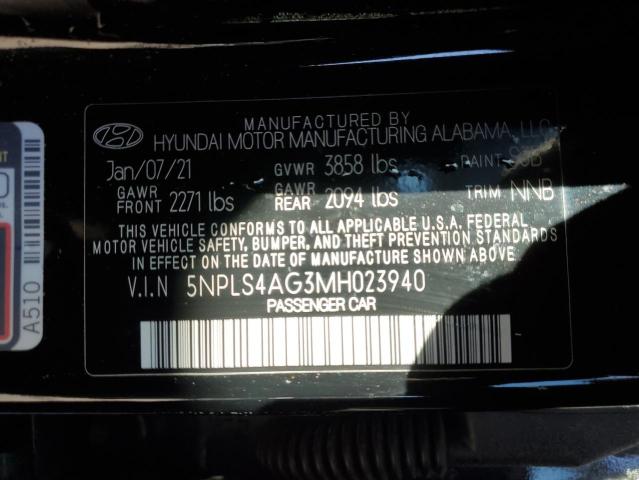 MANUFACTURED BY
HYUNDAI MOTOR MANUFACTURING ALABAMA, LLC
Jan/07/21 GVWR 3858 lbs PAINT S3B
GAWR FRONT 2271 lbs GAWR REAR 2094 lbs TRIM NNB
THIS VEHICLE CONFORMS TO ALL APPLICABLE U.S.A. FEDERAL
MOTOR VEHICLE SAFETY, BUMPER, AND THEFT PREVENTION STANDARDS
IN EFFECT ON THE DATE OF MANUFACTURE SHOWN ABOVE.
V.I.N 5NPLS4AG3MH023940
PASSENGER CAR
A510